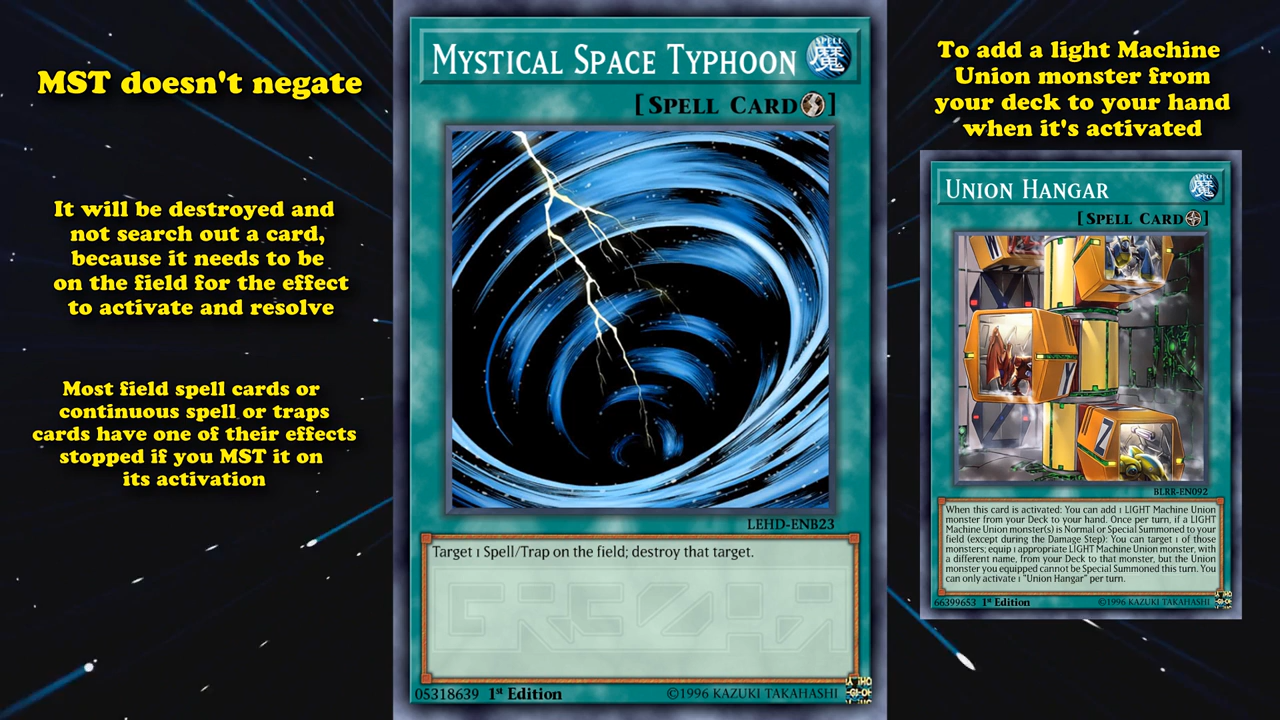 MST doesn't negate
It will be destroyed and
not search out a card,
because it needs to be
on the field for the effect
to activate and resolve
Most field spell cards or
continuous spell or traps
cards have one of their effects
stopped if you MST it on
its activation
MYSTICAL SPACE TYPHOON
SPELL
魔
[SPELL CARD]
LEHD-ENB23
Target 1 Spell/Trap on the field; destroy that target.
05318639 1st Edition ©1996 KAZUKI TAKAHASHI
To add a light Machine
Union monster from
your deck to your hand
when it's activated
UNION HANGAR
SPELL
魔
[SPELL CARD]
Y
Z
BLRR-EN092
When this card is activated: You can add 1 LIGHT Machine Union
monster from your Deck to your hand. Once per turn, if a LIGHT
Machine Union monster(s) is Normal or Special Summoned to your
field (except during the Damage Step): You can target 1 of those
monsters; equip 1 appropriate LIGHT Machine Union monster, with
a different name, from your Deck to that monster, but the Union
monster you equipped cannot be Special Summoned this turn. You
can only activate 1 "Union Hangar" per turn.
66399653 1st Edition ©1996 KAZUKI TAKAHASHI